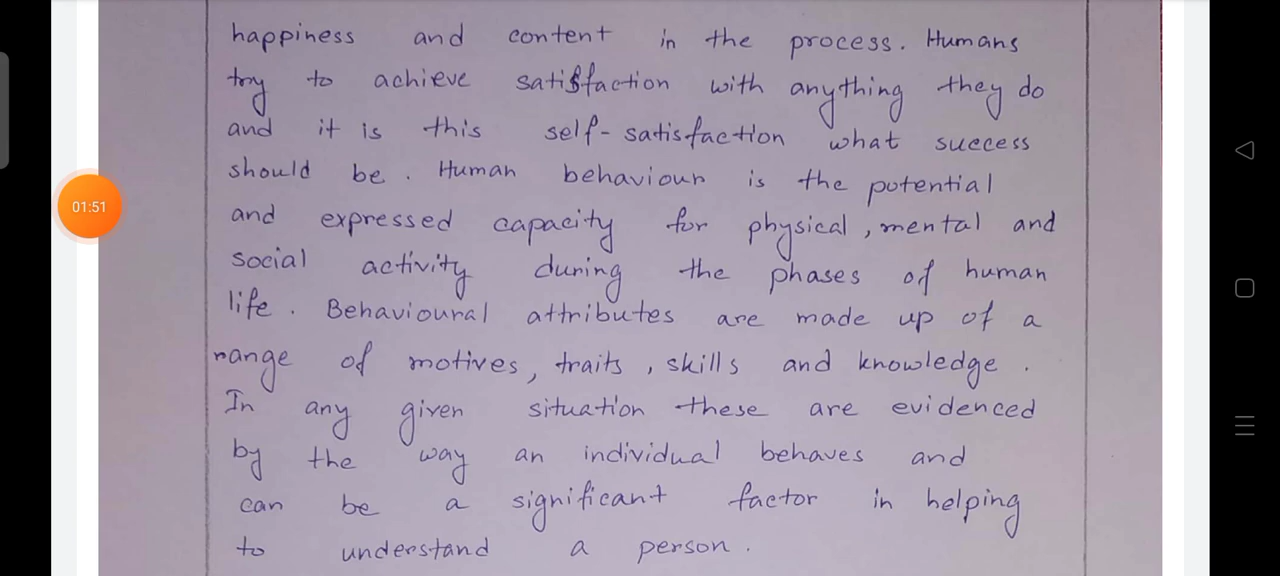 happiness and content in the process. Humans
try to achieve satisfaction with anything they do
and it is this self-satisfaction what success
should be. Human behaviour is the potential
and expressed capacity for physical, mental and
social activity during the phases of human
life. Behavioural attributes are made up of a
range of motives, traits, skills and knowledge.
In any given situation these are evidenced
by the way an individual behaves and
can be a significant factor in helping
to understand a person.
01:51